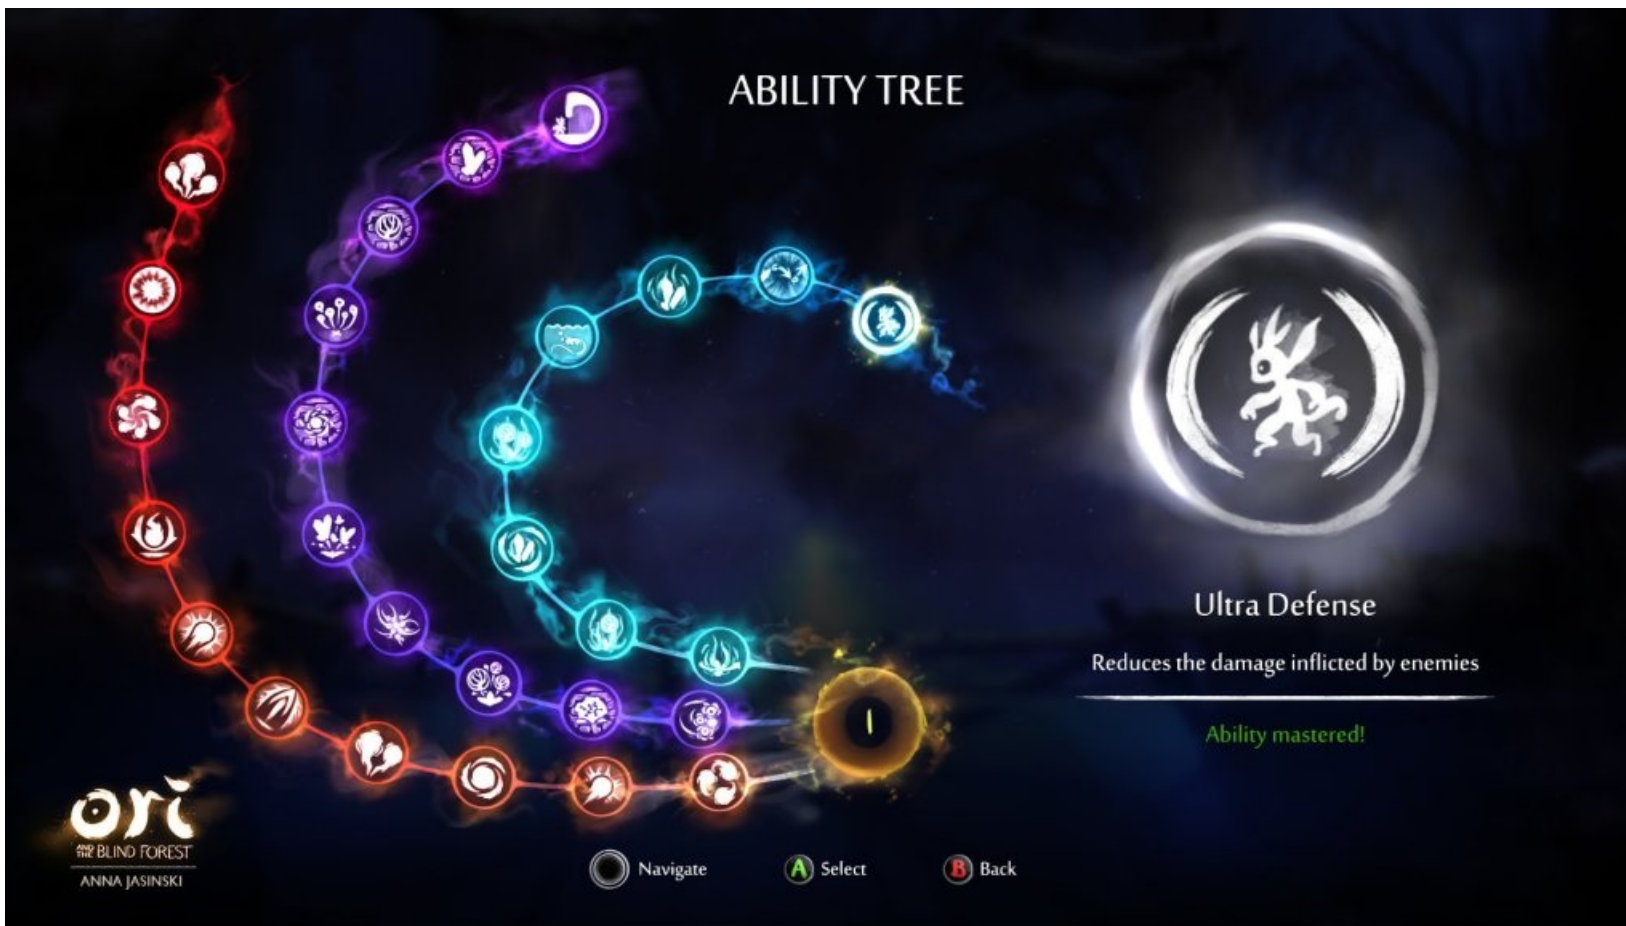 ABILITY TREE
1
Ultra Defense
Reduces the damage inflicted by enemies
Ability mastered!
ori
AND THE BLIND FOREST
ANNA JASINSKI
Navigate
A Select
B Back